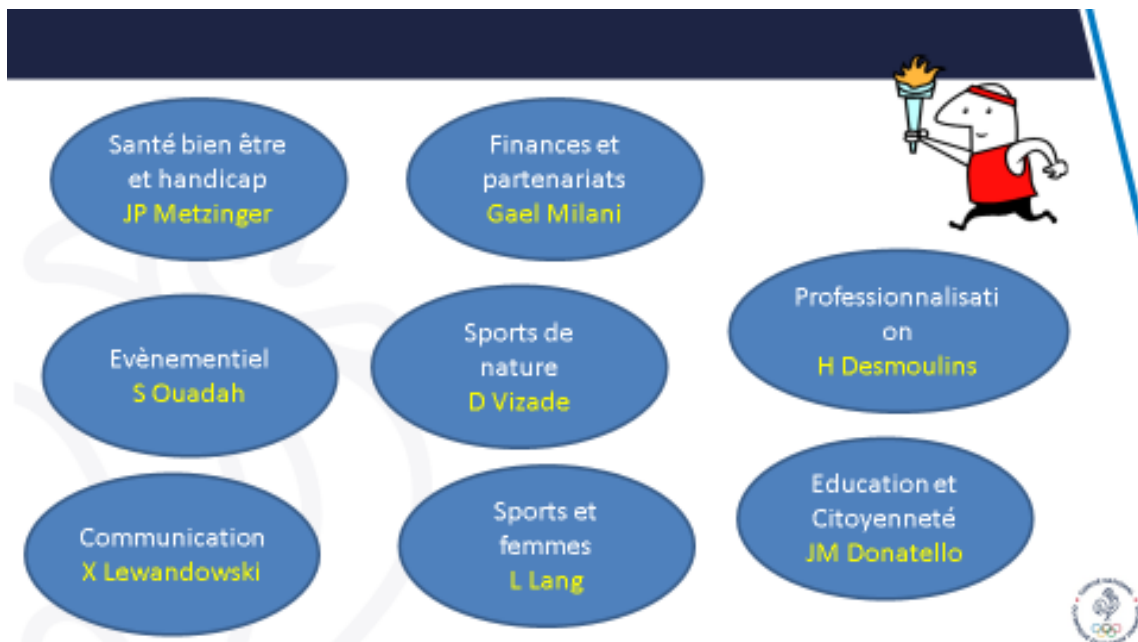 Santé bien être
et handicap
JP Metzinger
Finances et
partenariats
Gael Milani
Evènementiel
S Ouadah
Sports de
nature
D Vizade
Professionnalisati
on
H Desmoulins
Communication
X Lewandowski
Sports et
femmes
L Lang
Education et
Citoyenneté
JM Donatello